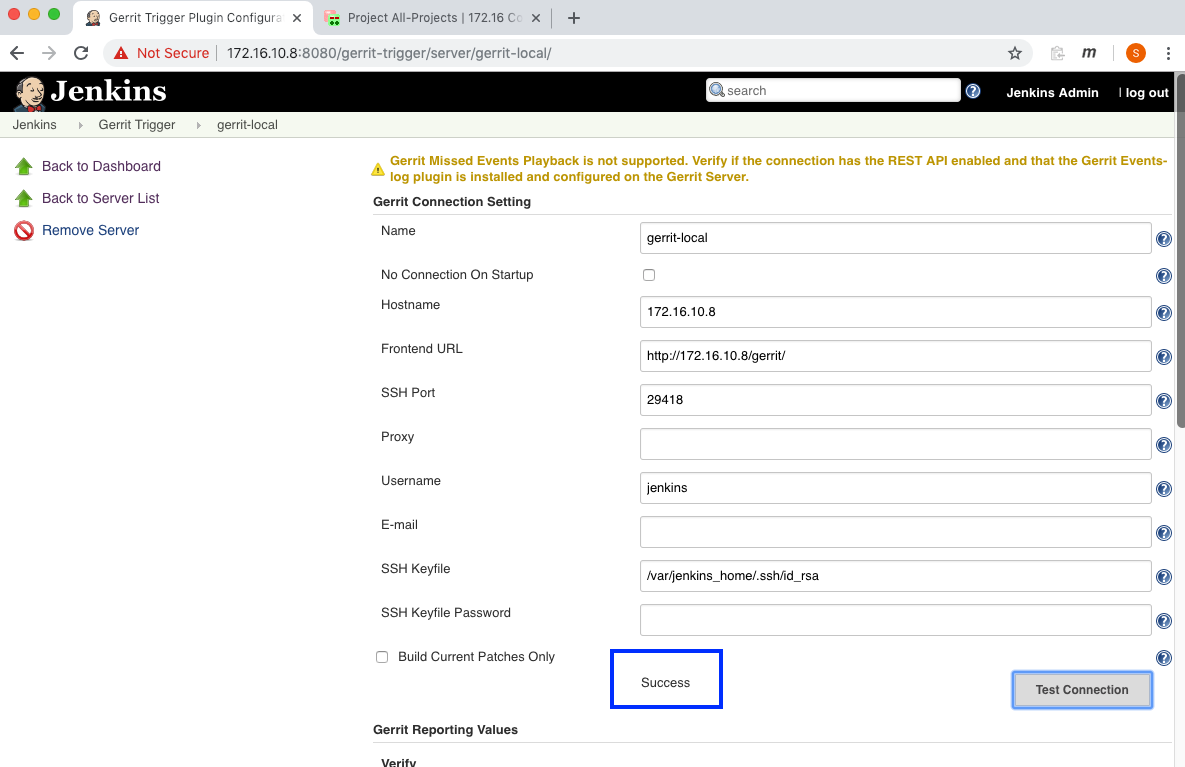 Gerrit Trigger Plugin Configura
Project All-Projects | 172.16 Co
Not Secure
172.16.10.8:8080/gerrit-trigger/server/gerrit-local/
m
S
Jenkins
search
Jenkins Admin
| log out
Jenkins
Gerrit Trigger
gerrit-local
Back to Dashboard
Back to Server List
Remove Server
Gerrit Missed Events Playback is not supported. Verify if the connection has the REST API enabled and that the Gerrit Events-
log plugin is installed and configured on the Gerrit Server.
Gerrit Connection Setting
Name
gerrit-local
No Connection On Startup
Hostname
172.16.10.8
Frontend URL
http://172.16.10.8/gerrit/
SSH Port
29418
Proxy
Username
jenkins
E-mail
SSH Keyfile
/var/jenkins_home/.ssh/id_rsa
SSH Keyfile Password
Build Current Patches Only
Success
Test Connection
Gerrit Reporting Values
Verify